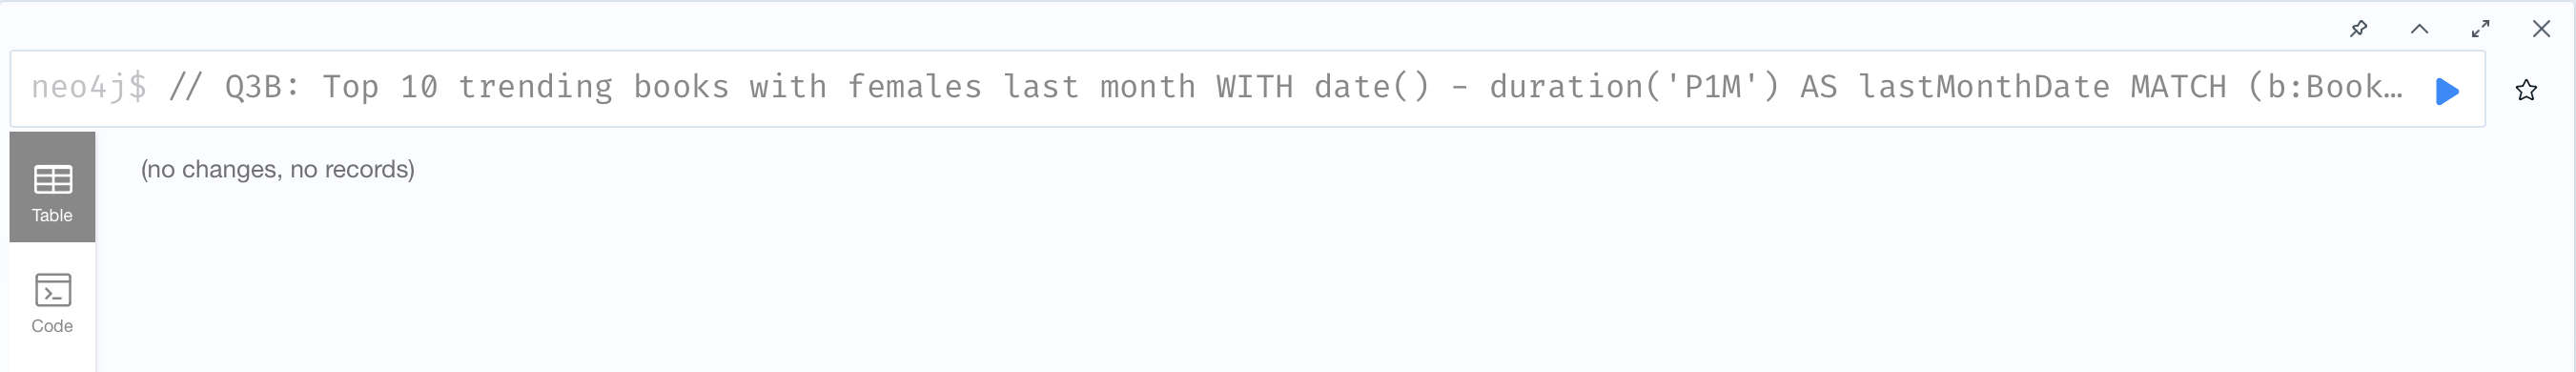 neo4j$ // Q3B: Top 10 trending books with females last month WITH date() - duration('P1M') AS lastMonthDate MATCH (b:Book…
(no changes, no records)
Table
Code